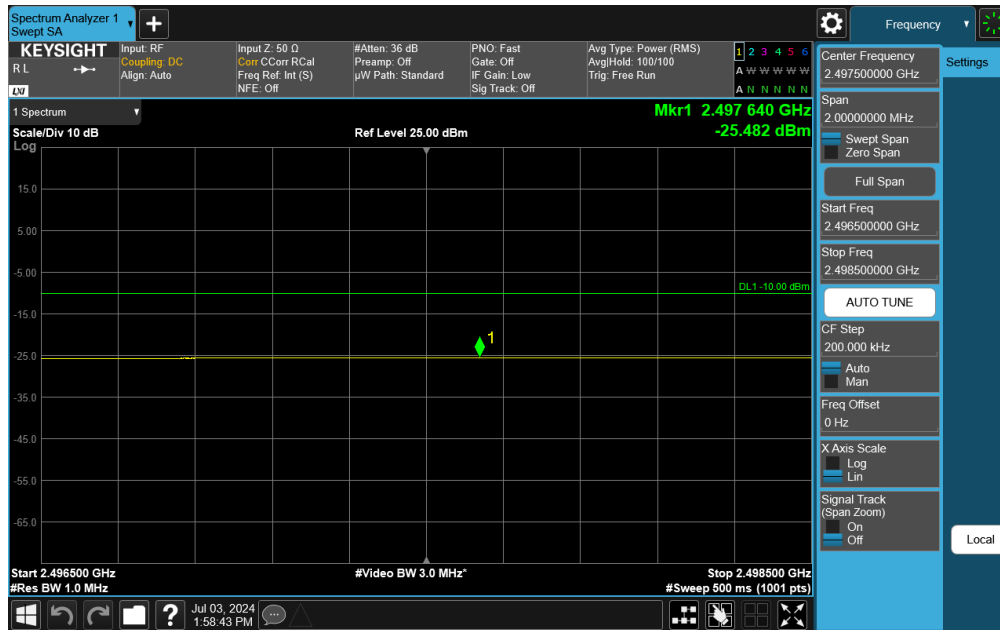 Spectrum Analyzer 1
Swept SA
Frequency
KEYSIGHT
R L
LXI
Input: RF
Coupling: DC
Align: Auto
Input Z: 50 Ω
Corr CCorr RCal
Freq Ref: Int (S)
NFE: Off
#Atten: 36 dB
Preamp: Off
µW Path: Standard
PNO: Fast
Gate: Off
IF Gain: Low
Sig Track: Off
Avg Type: Power (RMS)
Avg|Hold: 100/100
Trig: Free Run
1 2 3 4 5 6
A W W W W W
A N N N N N
1 Spectrum
Scale/Div 10 dB
Log
Ref Level 25.00 dBm
Mkr1 2.497 640 GHz
-25.482 dBm
15.0
5.00
-5.00
DL1 -10.00 dBm
-15.0
1
-25.0
-35.0
-45.0
-55.0
-65.0
Start 2.496500 GHz
#Res BW 1.0 MHz
#Video BW 3.0 MHz*
Stop 2.498500 GHz
#Sweep 500 ms (1001 pts)
Center Frequency
2.497500000 GHz
Span
2.00000000 MHz
Swept Span
Zero Span
Full Span
Start Freq
2.496500000 GHz
Stop Freq
2.498500000 GHz
AUTO TUNE
CF Step
200.000 kHz
Auto
Man
Freq Offset
0 Hz
X Axis Scale
Log
Lin
Signal Track
(Span Zoom)
On
Off
Settings
Local
?
Jul 03, 2024
1:58:43 PM